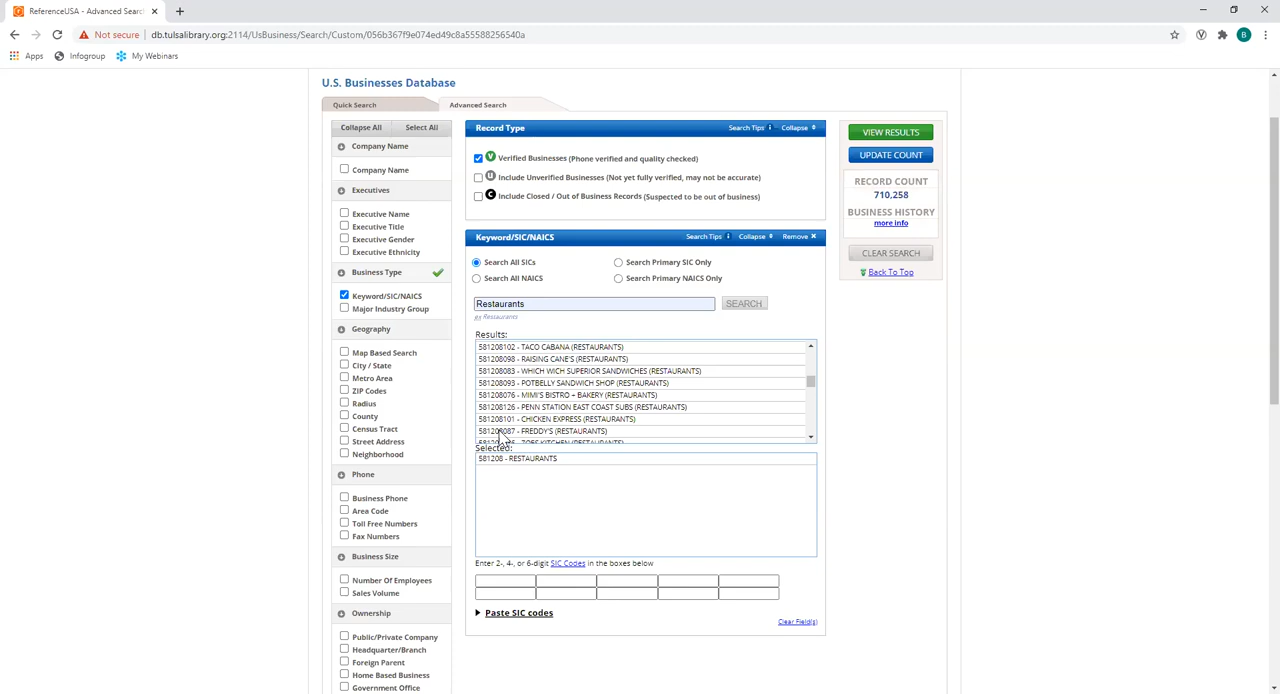 ReferenceUSA - Advanced Searc
Not secure
db.tulsalibrary.org:2114/UsBusiness/Search/Custom/056b367f9e074ed49c8a55588256540a
B
Apps
Infogroup
My Webinars
U.S. Businesses Database
Quick Search
Advanced Search
Collapse All
Select All
Company Name
Company Name
Executives
Executive Name
Executive Title
Executive Gender
Executive Ethnicity
Business Type
Keyword/SIC/NAICS
Major Industry Group
Geography
Map Based Search
City / State
Metro Area
ZIP Codes
Radius
County
Census Tract
Street Address
Neighborhood
Phone
Business Phone
Area Code
Toll Free Numbers
Fax Numbers
Business Size
Number Of Employees
Sales Volume
Ownership
Public/Private Company
Headquarter/Branch
Foreign Parent
Home Based Business
Government Office
Record Type
Search Tips
Collapse
V Verified Businesses (Phone verified and quality checked)
U Include Unverified Businesses (Not yet fully verified, may not be accurate)
C Include Closed / Out of Business Records (Suspected to be out of business)
Keyword/SIC/NAICS
Search Tips
Collapse
Remove
Search All SICs
Search Primary SIC Only
Search All NAICS
Search Primary NAICS Only
Restaurants
SEARCH
ex Restaurants
Results:
581208102 - TACO CABANA (RESTAURANTS)
581208098 - RAISING CANE'S (RESTAURANTS)
581208083 - WHICH WICH SUPERIOR SANDWICHES (RESTAURANTS)
581208093 - POTBELLY SANDWICH SHOP (RESTAURANTS)
581208076 - MIMI'S BISTRO + BAKERY (RESTAURANTS)
581208126 - PENN STATION EAST COAST SUBS (RESTAURANTS)
581208101 - CHICKEN EXPRESS (RESTAURANTS)
581208087 - FREDDY'S (RESTAURANTS)
ZOES KITCHEN (RESTAURANTS)
Selected:
581208 - RESTAURANTS
Enter 2-, 4-, or 6-digit SIC Codes in the boxes below
Paste SIC codes
Clear Field(s)
VIEW RESULTS
UPDATE COUNT
RECORD COUNT
710,258
BUSINESS HISTORY
more info
CLEAR SEARCH
Back To Top